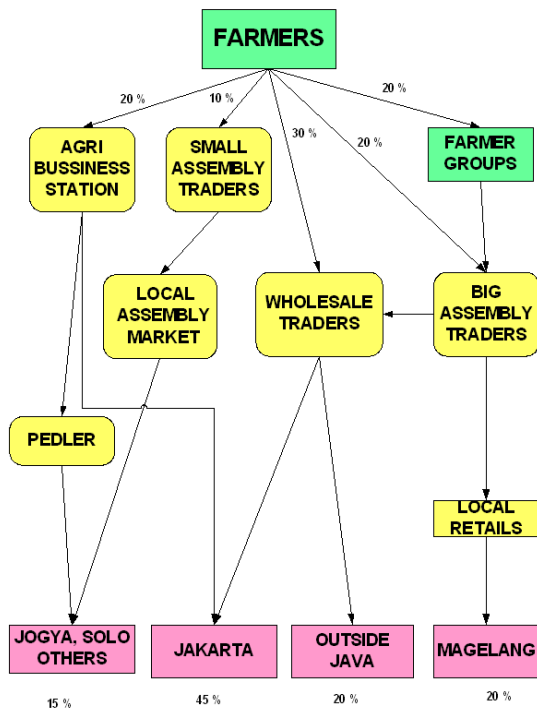 FARMERS
20 %
10 %
30 %
20 %
20 %
AGRI
BUSSINESS
STATION
SMALL
ASSEMBLY
TRADERS
FARMER
GROUPS
LOCAL
ASSEMBLY
MARKET
WHOLESALE
TRADERS
BIG
ASSEMBLY
TRADERS
PEDLER
LOCAL
RETAILS
JOGYA, SOLO
OTHERS
JAKARTA
OUTSIDE
JAVA
MAGELANG
15 %
45 %
20 %
20 %